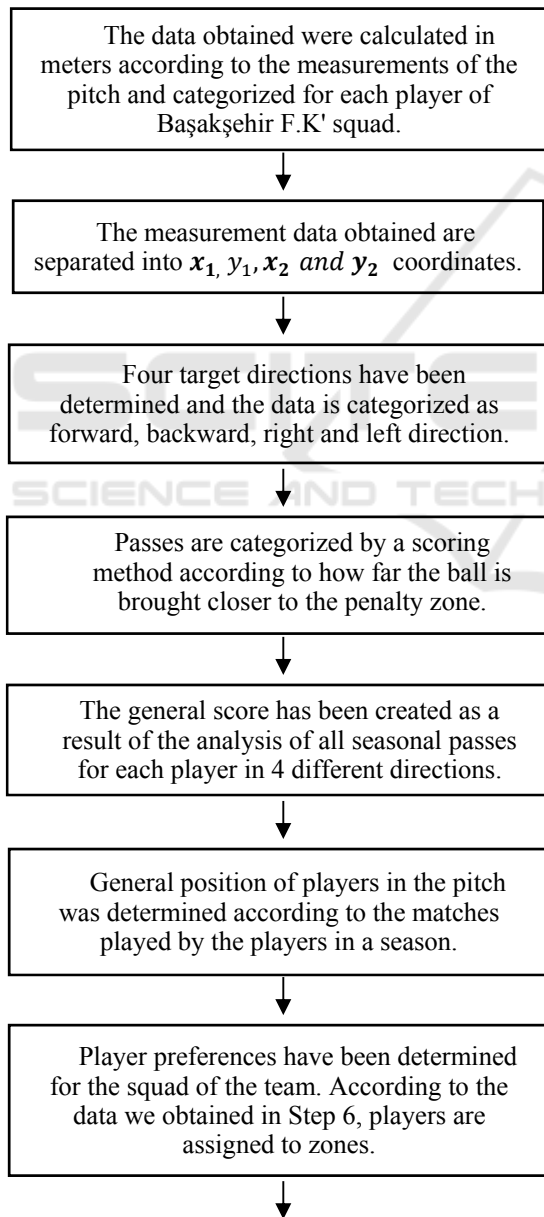 The data obtained were calculated in
meters according to the measurements of the
pitch and categorized for each player of
Başakşehir F.K' squad.
The measurement data obtained are
separated into x₁, y₁, x₂ and y₂ coordinates.
Four target directions have been
determined and the data is categorized as
forward, backward, right and left direction.
SCIENCE AND TECH
Passes are categorized by a scoring
method according to how far the ball is
brought closer to the penalty zone.
The general score has been created as a
result of the analysis of all seasonal passes
for each player in 4 different directions.
General position of players in the pitch
was determined according to the matches
played by the players in a season.
Player preferences have been determined
for the squad of the team. According to the
data we obtained in Step 6, players are
assigned to zones.